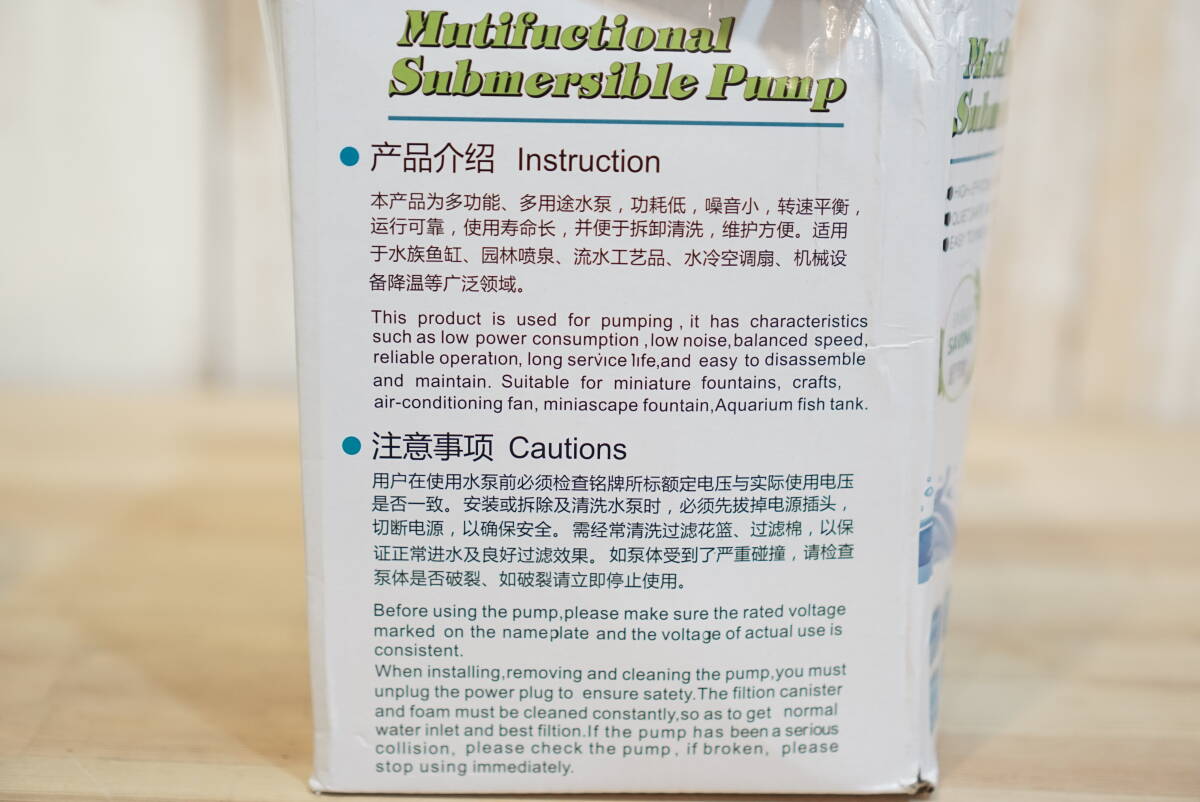 Mutifuctional
Submersible Pump
● 产品介绍 Instruction
本产品为多功能、多用途水泵，功耗低，噪音小，转速平衡，
运行可靠，使用寿命长，并便于拆卸清洗，维护方便。适用
于水族鱼缸、园林喷泉、流水工艺品、水冷空调扇、机械设
备降温等广泛领域。
This product is used for pumping , it has characteristics
such as low power consumption ,low noise,balanced speed,
reliable operation, long service life,and easy to disassemble
and maintain. Suitable for miniature fountains, crafts,
air-conditioning fan, miniascape fountain,Aquarium fish tank.
● 注意事项 Cautions
用户在使用水泵前必须检查铭牌所标额定电压与实际使用电压
是否一致。安装或拆除及清洗水泵时，必须先拔掉电源插头，
切断电源，以确保安全。需经常清洗过滤花篮、过滤棉，以保
证正常进水及良好过滤效果。如泵体受到了严重碰撞，请检查
泵体是否破裂、如破裂请立即停止使用。
Before using the pump,please make sure the rated voltage
marked on the nameplate and the voltage of actual use is
consistent.
When installing,removing and cleaning the pump,you must
unplug the power plug to ensure satety.The filtion canister
and foam must be cleaned constantly,so as to get normal
water inlet and best filtion.If the pump has been a serious
collision, please check the pump, if broken, please
stop using immediately.